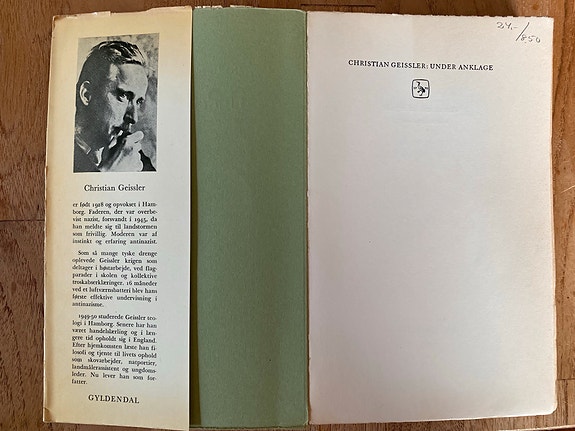 Christian Geissler
er født 1928 og opvokset i Ham-
borg. Faderen, der var overbe-
vist nazist, forsvandt i 1945, da
han meldte sig til landstormen
som frivillig. Moderen var af
instinkt og erfaring antinazist.
Som så mange tyske drenge
oplevede Geissler krigen som
deltager i høstarbejde, ved flag-
parader i skolen og kollektive
troskabserklæringer. 16 måneder
ved et luftværnsbatteri blev hans
første effektive undervisning i
antinazisme.
1949-50 studerede Geissler teo-
logi i Hamborg. Senere har han
været handelslærling og i læn-
gere tid opholdt sig i England.
Efter hjemkomsten læste han fi-
losofi og tjente til livets ophold
som skovarbejder, natportier,
landmålerassistent og ungdoms-
leder. Nu lever han som for-
fatter.
GYLDENDAL
24,-
/850
CHRISTIAN GEISSLER: UNDER ANKLAGE